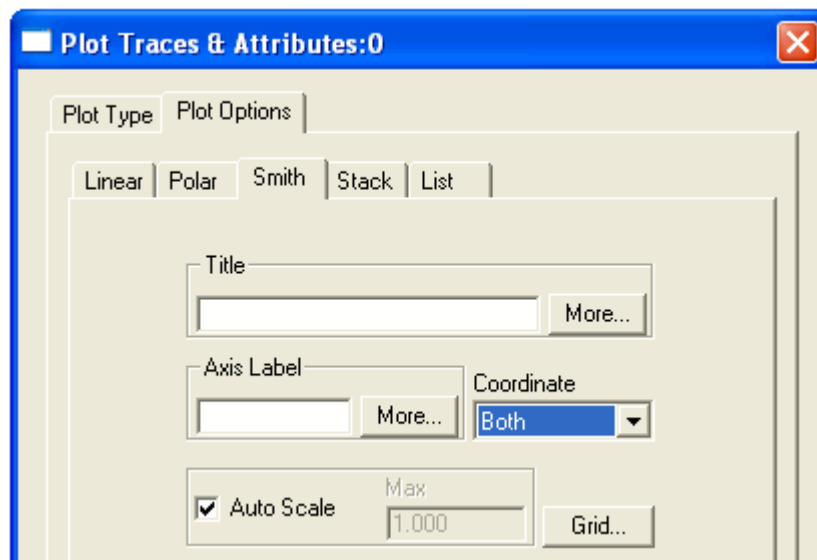 Plot Traces & Attributes:0
Plot Type Plot Options
Linear Polar Smith Stack List
Title
More...
Axis Label
Coordinate
More...
Both
Max
Auto Scale
1.000
Grid...